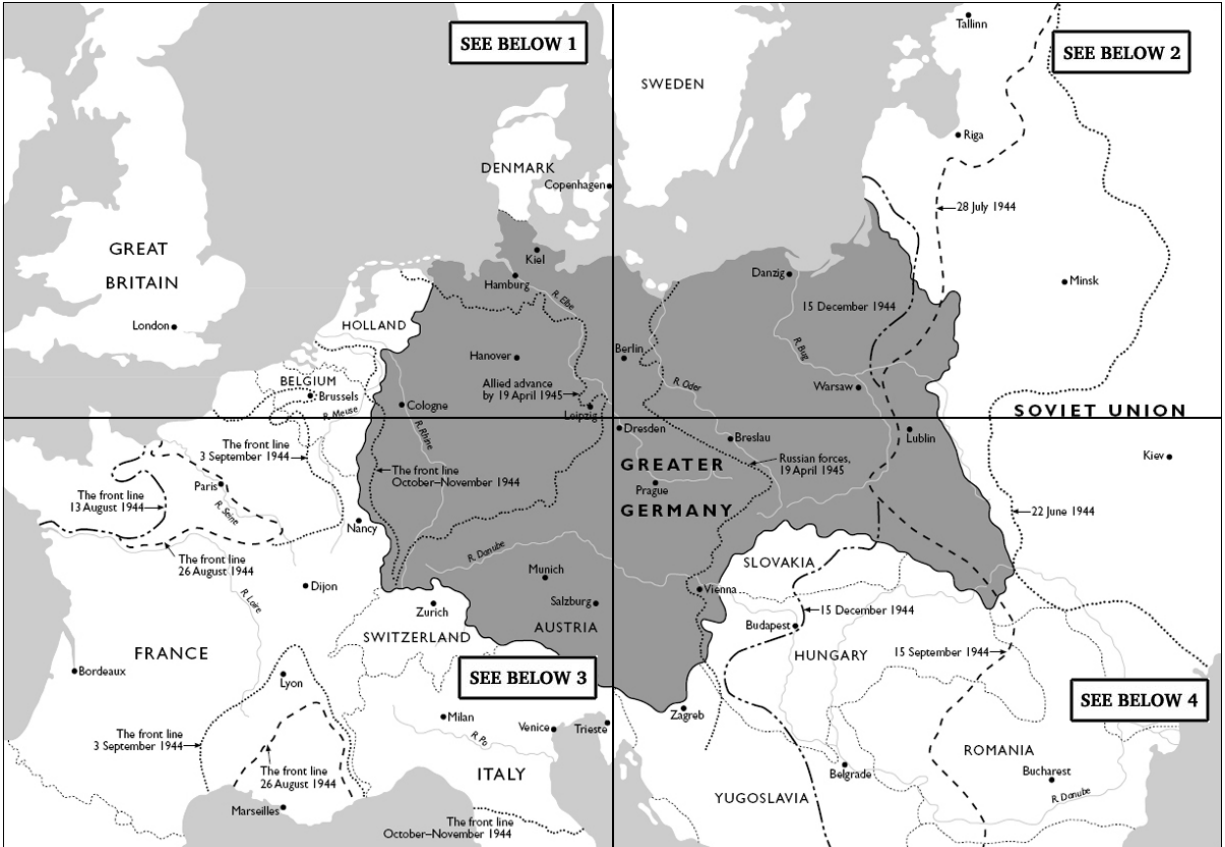 SEE BELOW 1
DENMARK
Copenhagen
GREAT
BRITAIN
Kiel
Hamburg
R. Elbe
London
HOLLAND
Hanover
BELGIUM
Allied advance
by 19 April 1945
Brussels
Cologne
R. Meuse
Leipzig
Tallinn
SEE BELOW 2
SWEDEN
Riga
28 July 1944
Danzig
Minsk
15 December 1944
Berlin
R. Bug
R. Oder
Warsaw
SOVIET UNION
R. Rhine
The front line
3 September 1944
The front line
October–November 1944
Paris
The front line
13 August 1944
R. Seine
Nancy
The front line
26 August 1944
R. Danube
Dijon
Munich
R. Loire
Zurich
Salzburg
AUSTRIA
SWITZERLAND
FRANCE
Bordeaux
Lyon
SEE BELOW 3
Milan
Venice
Trieste
The front line
3 September 1944
R. Po
The front line
26 August 1944
ITALY
Marseilles
The front line
October–November 1944
Dresden
Breslau
Lublin
GREATER
Russian forces,
19 April 1945
Kiev
Prague
GERMANY
22 June 1944
SLOVAKIA
Vienna
15 December 1944
Budapest
HUNGARY
15 September 1944
SEE BELOW 4
Zagreb
ROMANIA
Belgrade
Bucharest
YUGOSLAVIA
R. Danube